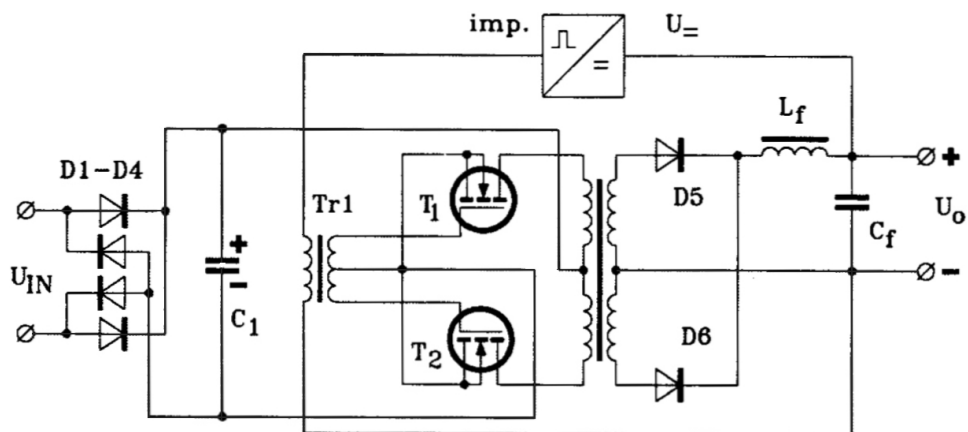 imp.
U=
=
Lf
D1-D4
D5
+
Tr1
T1
Uo
Cf
UIN
+
-
-
C1
T2
D6